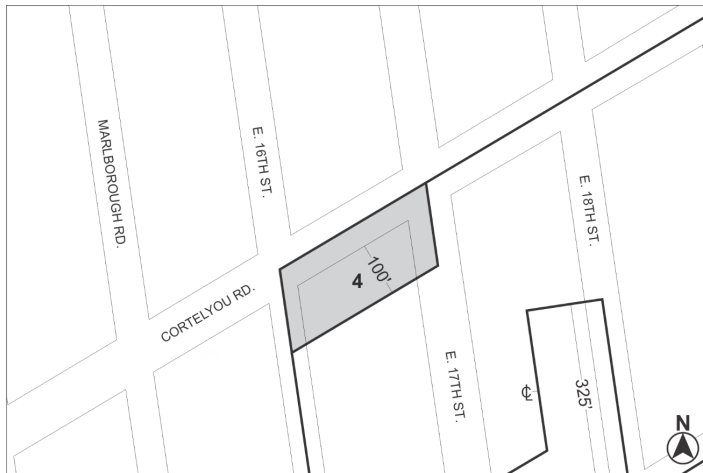 MARLBOROUGH RD.
E. 16TH ST.
E. 18TH ST.
CORTELYOU RD.
100'
4
E. 17TH ST.
℄
325'
N